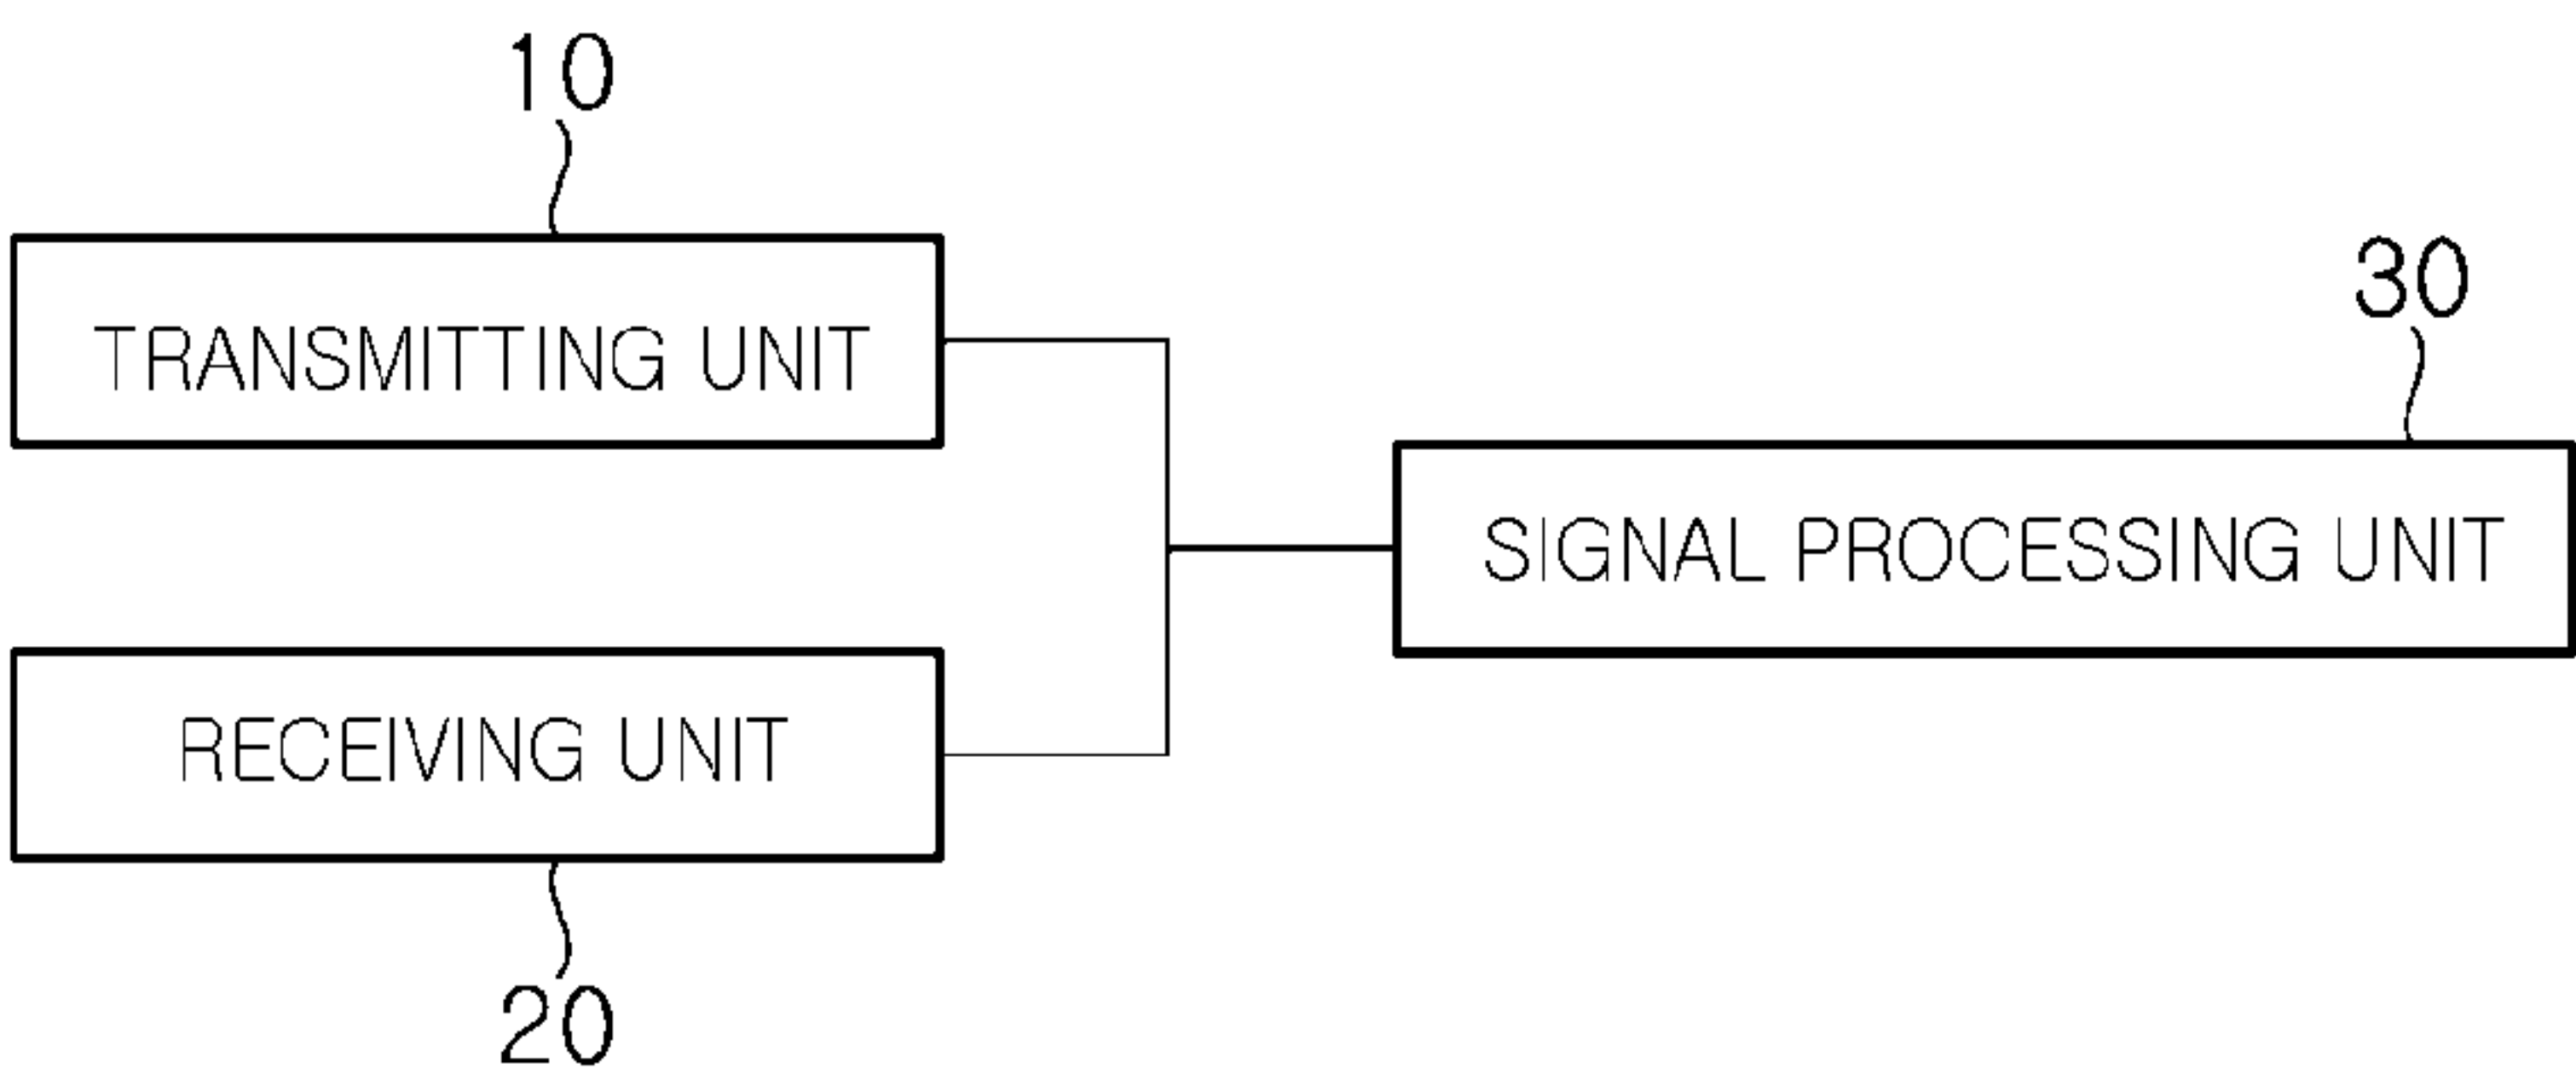 10
TRANSMITTING UNIT
30
SIGNAL PROCESSING UNIT
RECEIVING UNIT
20